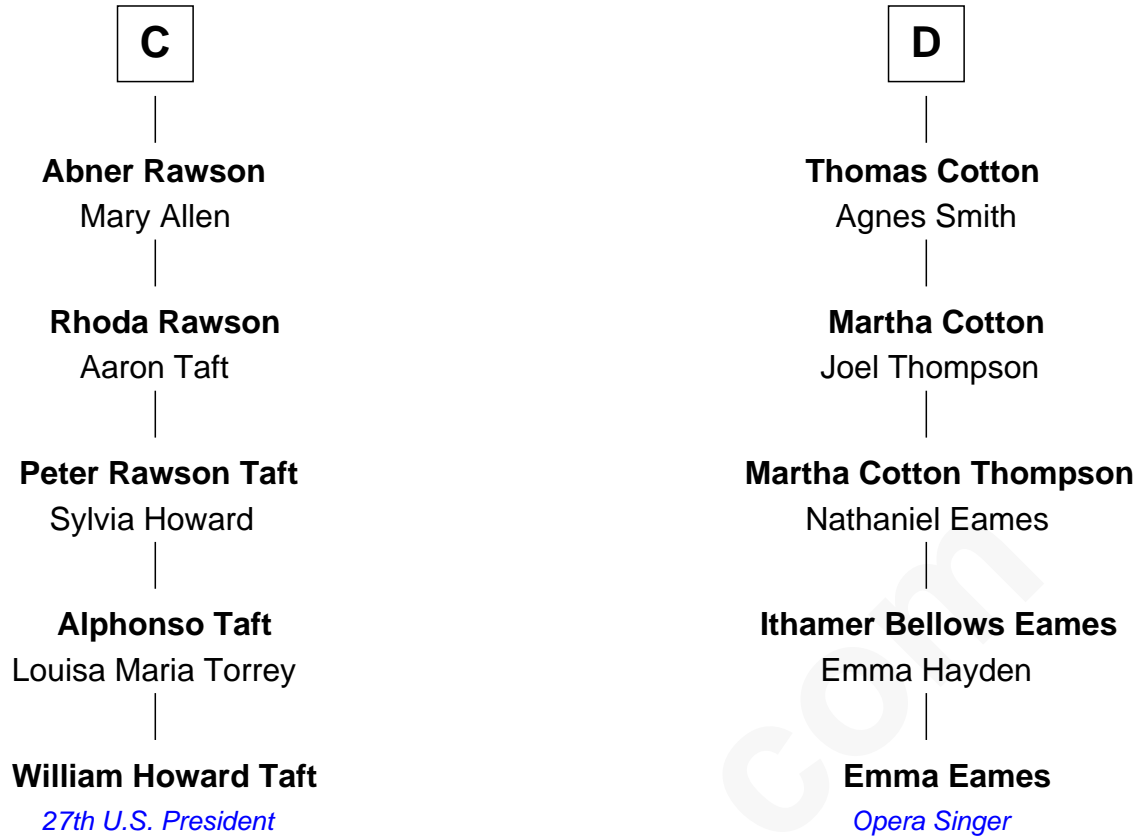 C
Abner Rawson
Mary Allen
Rhoda Rawson
Aaron Taft
Peter Rawson Taft
Sylvia Howard
Alphonso Taft
Louisa Maria Torrey
William Howard Taft
27th U.S. President
D
Thomas Cotton
Agnes Smith
Martha Cotton
Joel Thompson
Martha Cotton Thompson
Nathaniel Eames
Ithamer Bellows Eames
Emma Hayden
Emma Eames
Opera Singer
com